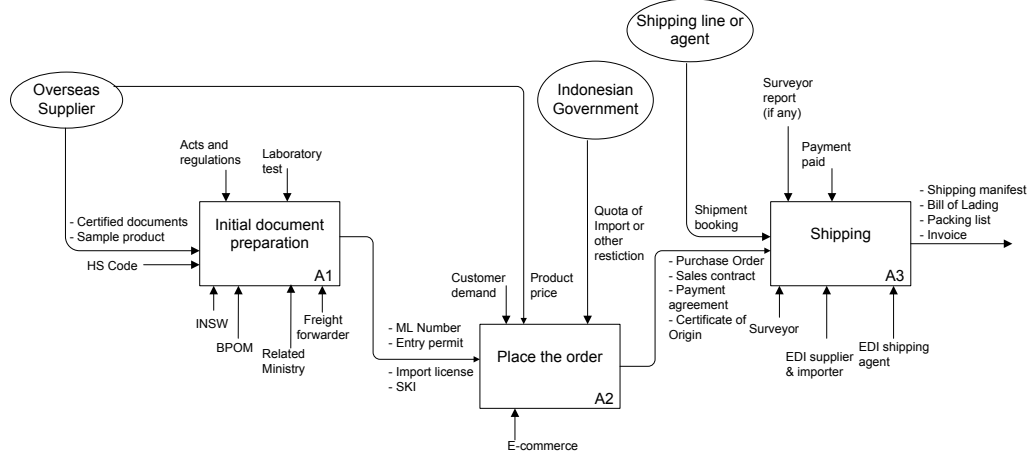 Shipping line or
agent
Overseas
Supplier
Indonesian
Government
Surveyor
report
(if any)
Payment
paid
Acts and
regulations
Laboratory
test
- Certified documents
- Sample product
HS Code
Initial document
preparation
A1
INSW
BPOM
Related
Ministry
Freight
forwarder
- ML Number
- Entry permit
- Import license
- SKI
Customer
demand
Product
price
Quota of
Import or
other
restiction
Place the order
A2
E-commerce
Shipment
booking
- Purchase Order
- Sales contract
- Payment
agreement
- Certificate of
Origin
Shipping
A3
Surveyor
EDI supplier
& importer
EDI shipping
agent
- Shipping manifest
- Bill of Lading
- Packing list
- Invoice